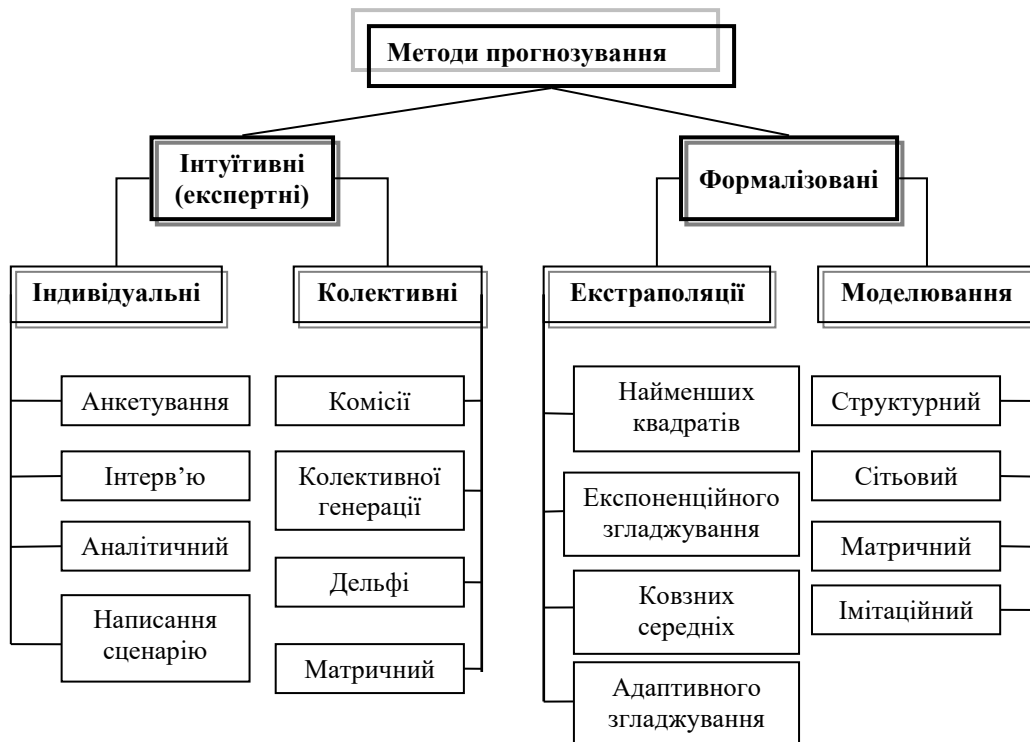 Методи прогнозування
Інтуїтивні
(експертні)
Формалізовані
Індивідуальні
Колективні
Екстраполяції
Моделювання
Анкетування
Інтерв’ю
Аналітичний
Написання
сценарію
Комісії
Колективної
генерації
Дельфі
Матричний
Найменших
квадратів
Експоненційного
згладжування
Ковзних
середніх
Адаптивного
згладжування
Структурний
Сітьовий
Матричний
Імітаційний